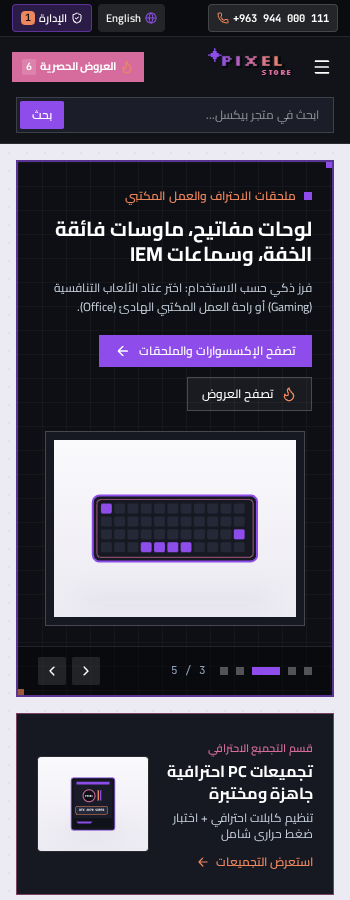 +963 944 000 111
English
الإدارة 1
PIXEL
STORE
العروض الحصرية 6
ابحث في متجر بيكسل...
بحث
ملحقات الاحتراف والعمل المكتبي
لوحات مفاتيح، ماوسات فائقة
الخفة، وسماعات IEM
فرز ذكي حسب الاستخدام: اختر عتاد الألعاب التنافسية
(Gaming) أو راحة العمل المكتبي الهادئ (Office).
تصفح الإكسسوارات والملحقات
تصفح العروض
5 / 3
قسم التجميع الاحترافي
تجميعات PC احترافية
جاهزة ومختبرة
تنظيم كابلات احترافي + اختبار
ضغط حراري شامل
استعرض التجميعات